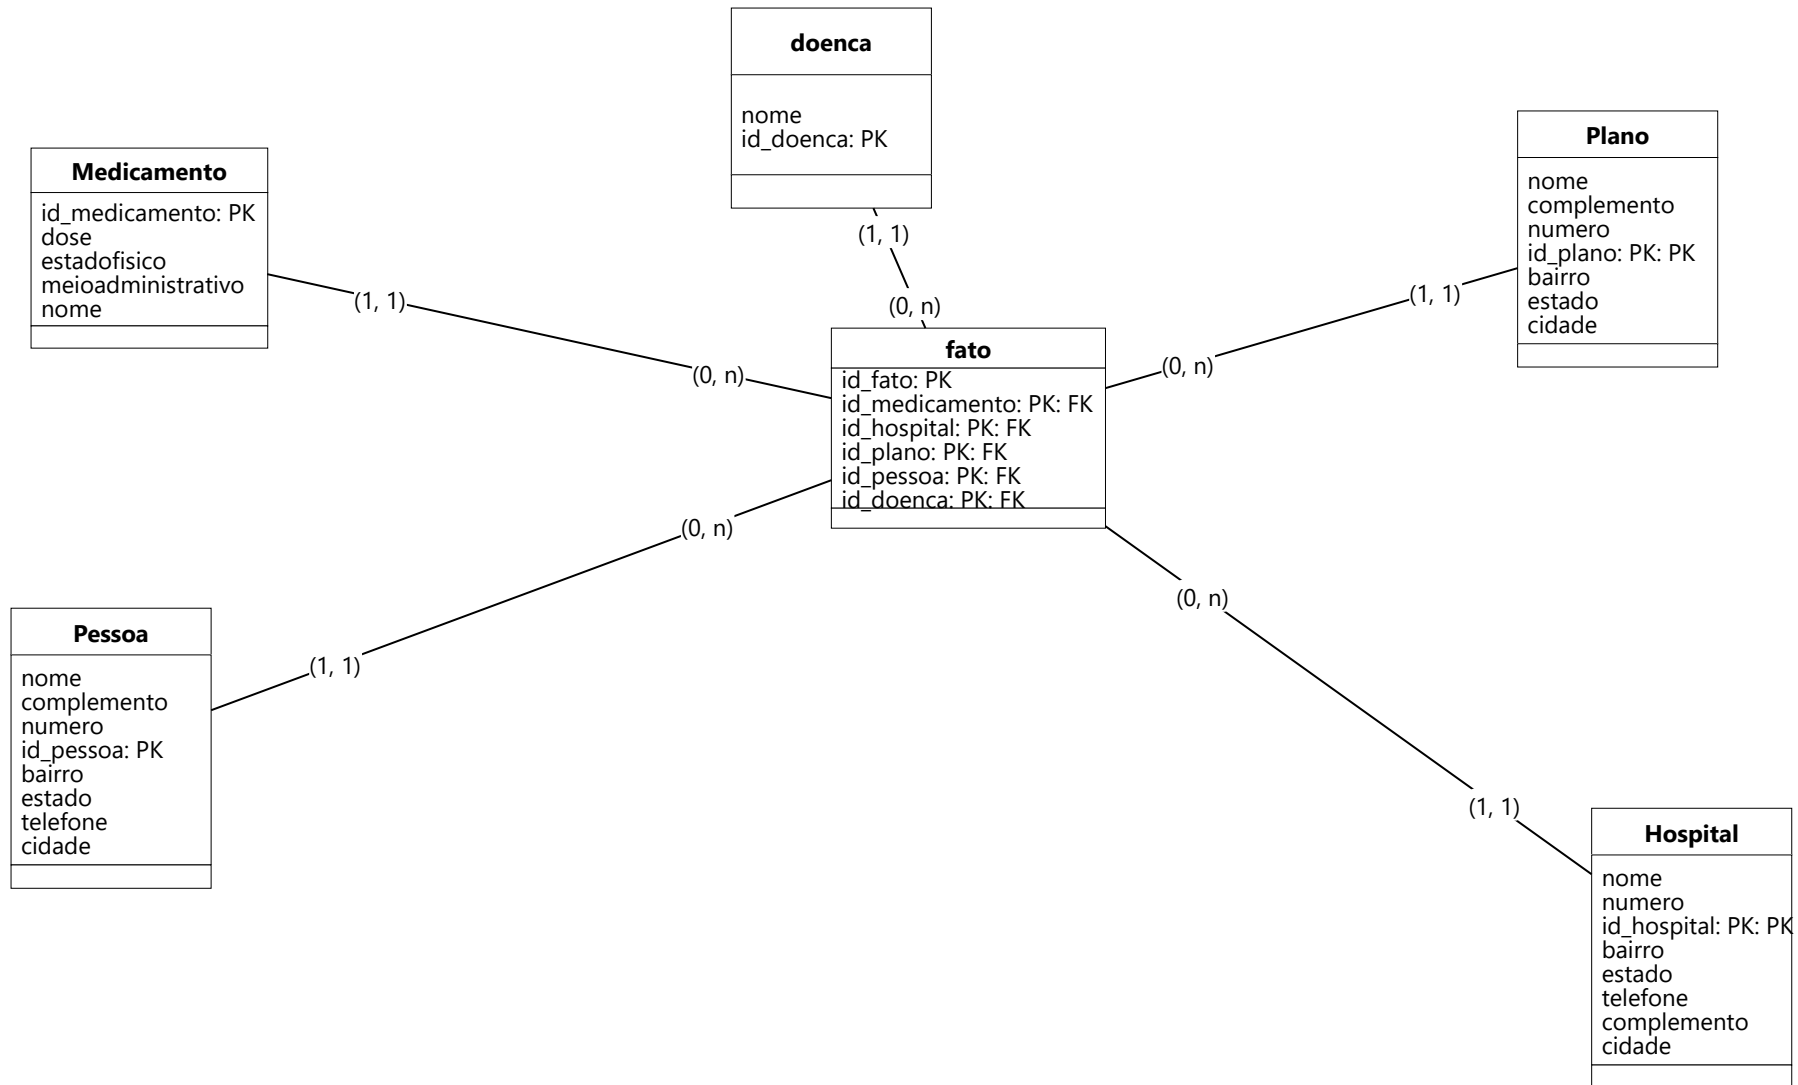 doenca
nome
id_doenca: PK
Plano
nome
complemento
numero
id_plano: PK: PK
bairro
estado
cidade
Medicamento
id_medicamento: PK
dose
estadofisico
meioadministrativo
nome
(1, 1)
(0, n)
(1, 1)
(0, n)
(1, 1)
(0, n)
fato
id_fato: PK
id_medicamento: PK: FK
id_hospital: PK: FK
id_plano: PK: FK
id_pessoa: PK: FK
id_doenca: PK: FK
(0, n)
(1, 1)
(0, n)
(1, 1)
Pessoa
nome
complemento
numero
id_pessoa: PK
bairro
estado
telefone
cidade
Hospital
nome
numero
id_hospital: PK: PK
bairro
estado
telefone
complemento
cidade